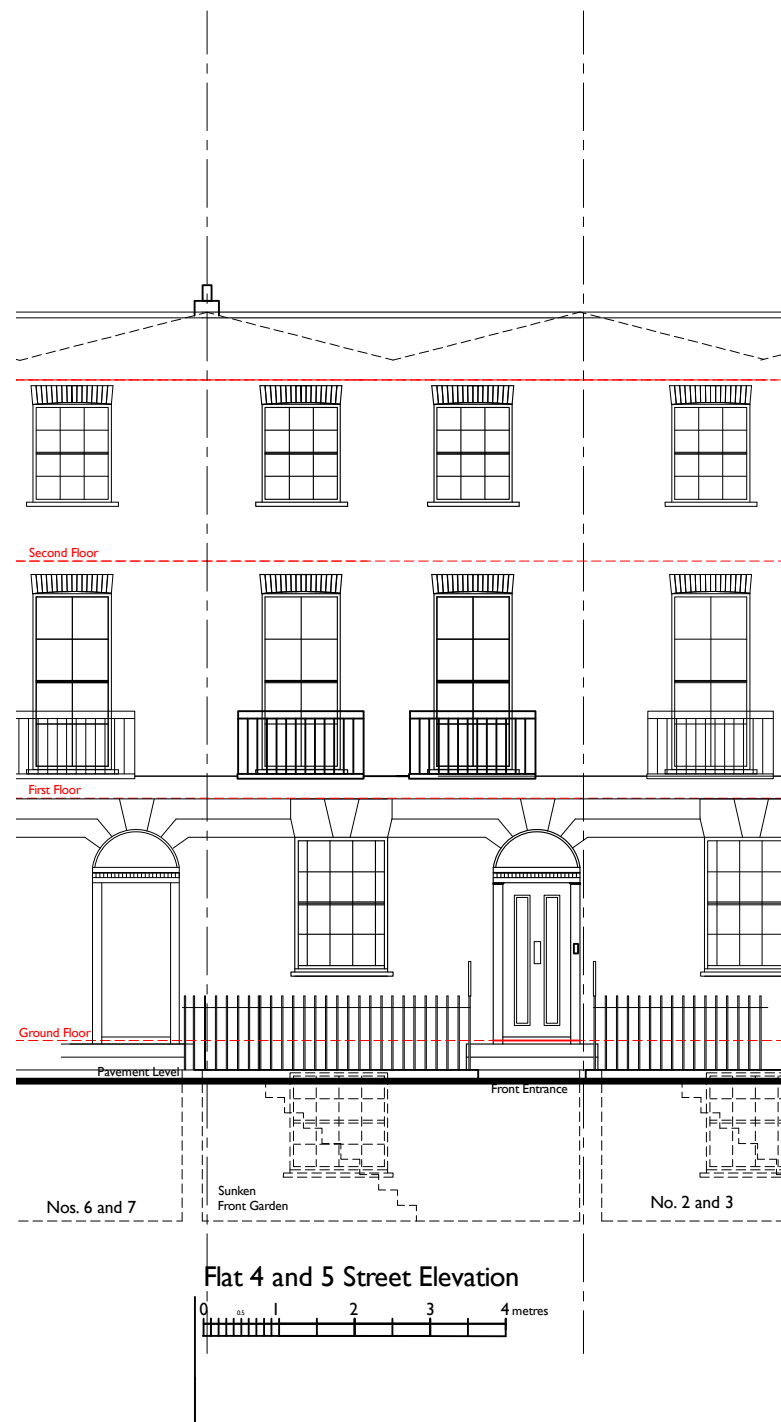 Second Floor
First Floor
Ground Floor
Pavement Level
Front Entrance
Sunken
Front Garden
Nos. 6 and 7
No. 2 and 3
Flat 4 and 5 Street Elevation
0 0.5 1 2 3 4 metres